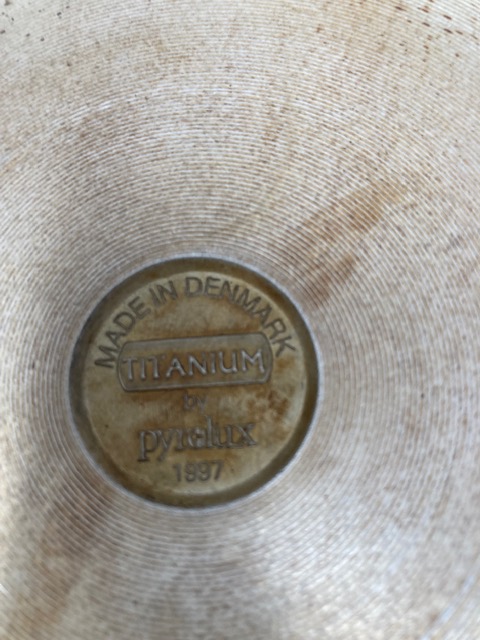 MADE IN DENMARK
TITANIUM
by
pyrolux
1997